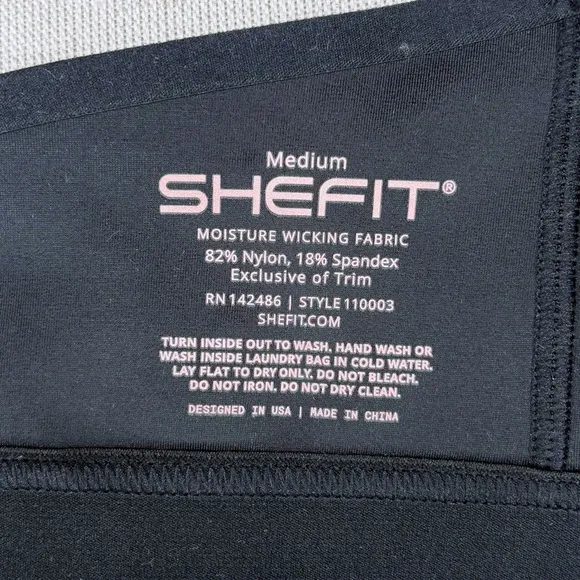 Medium
SHEFIT®
MOISTURE WICKING FABRIC
82% Nylon, 18% Spandex
Exclusive of Trim
RN 142486 | STYLE 110003
SHEFIT.COM
TURN INSIDE OUT TO WASH. HAND WASH OR
WASH INSIDE LAUNDRY BAG IN COLD WATER.
LAY FLAT TO DRY ONLY. DO NOT BLEACH.
DO NOT IRON. DO NOT DRY CLEAN.
DESIGNED IN USA | MADE IN CHINA